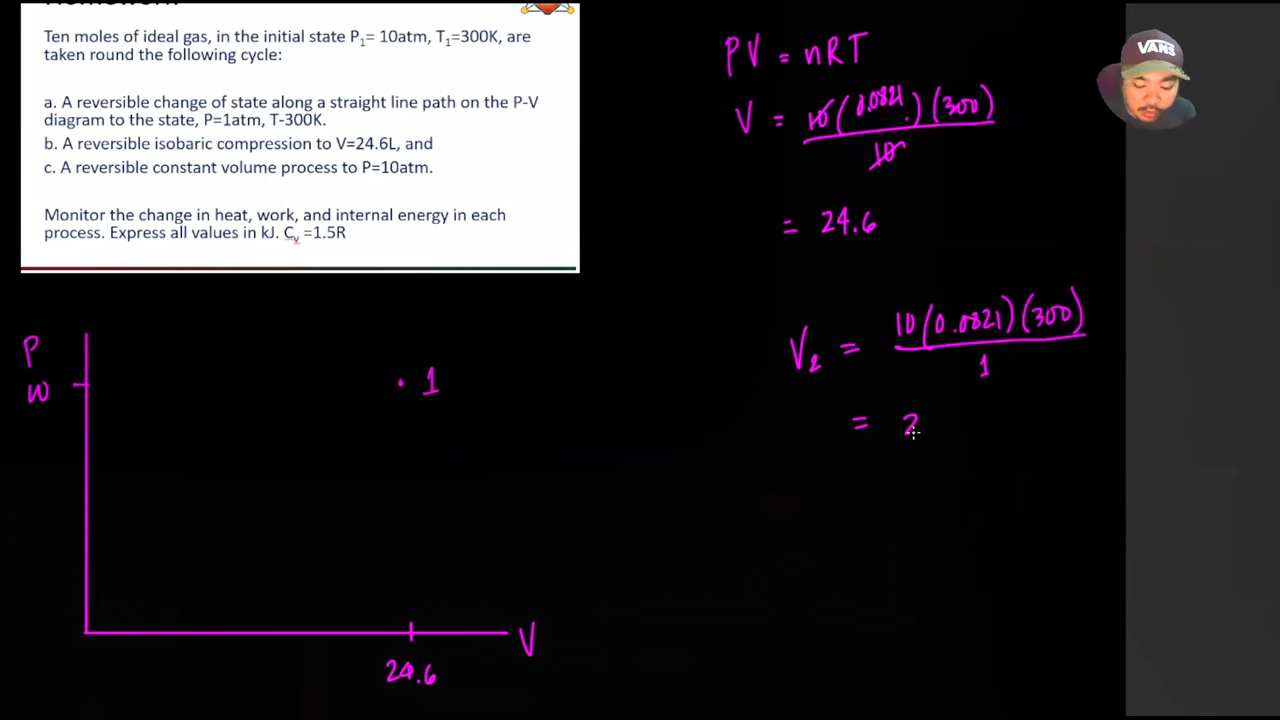 Ten moles of ideal gas, in the initial state P₁= 10atm, T₁=300K, are
taken round the following cycle:
a. A reversible change of state along a straight line path on the P-V
diagram to the state, P=1atm, T-300K.
b. A reversible isobaric compression to V=24.6L, and
c. A reversible constant volume process to P=10atm.
Monitor the change in heat, work, and internal energy in each
process. Express all values in kJ. Cᵥ =1.5R
PV = nRT
V = 10(0.0821)(300)
10
= 24.6
V₂ = 10(0.0821)(300)
1
= 2
P
10
1
V
24.6
VANS